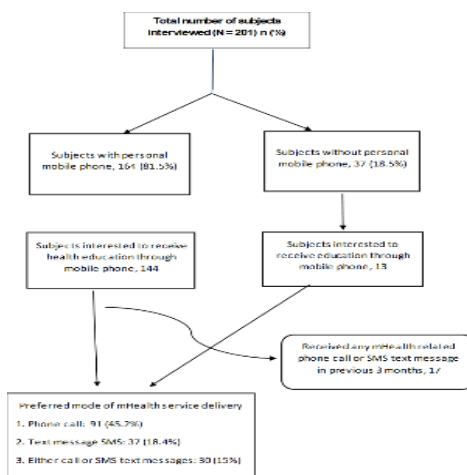 Total number of subjects
interviewed (N = 201) n (%)
Subjects with personal
mobile phone, 164 (81.5%)
Subjects without personal
mobile phone, 37 (18.5%)
Subjects interested to receive
health education through
mobile phone, 144
Subjects interested to
receive education through
mobile phone, 13
Received any mHealth related
phone call or SMS text message
in previous 3 months, 17
Preferred mode of mHealth service delivery
1. Phone call: 91 (45.2%)
2. Text message SMS: 37 (18.4%)
3. Either call or SMS text messages: 30 (15%)